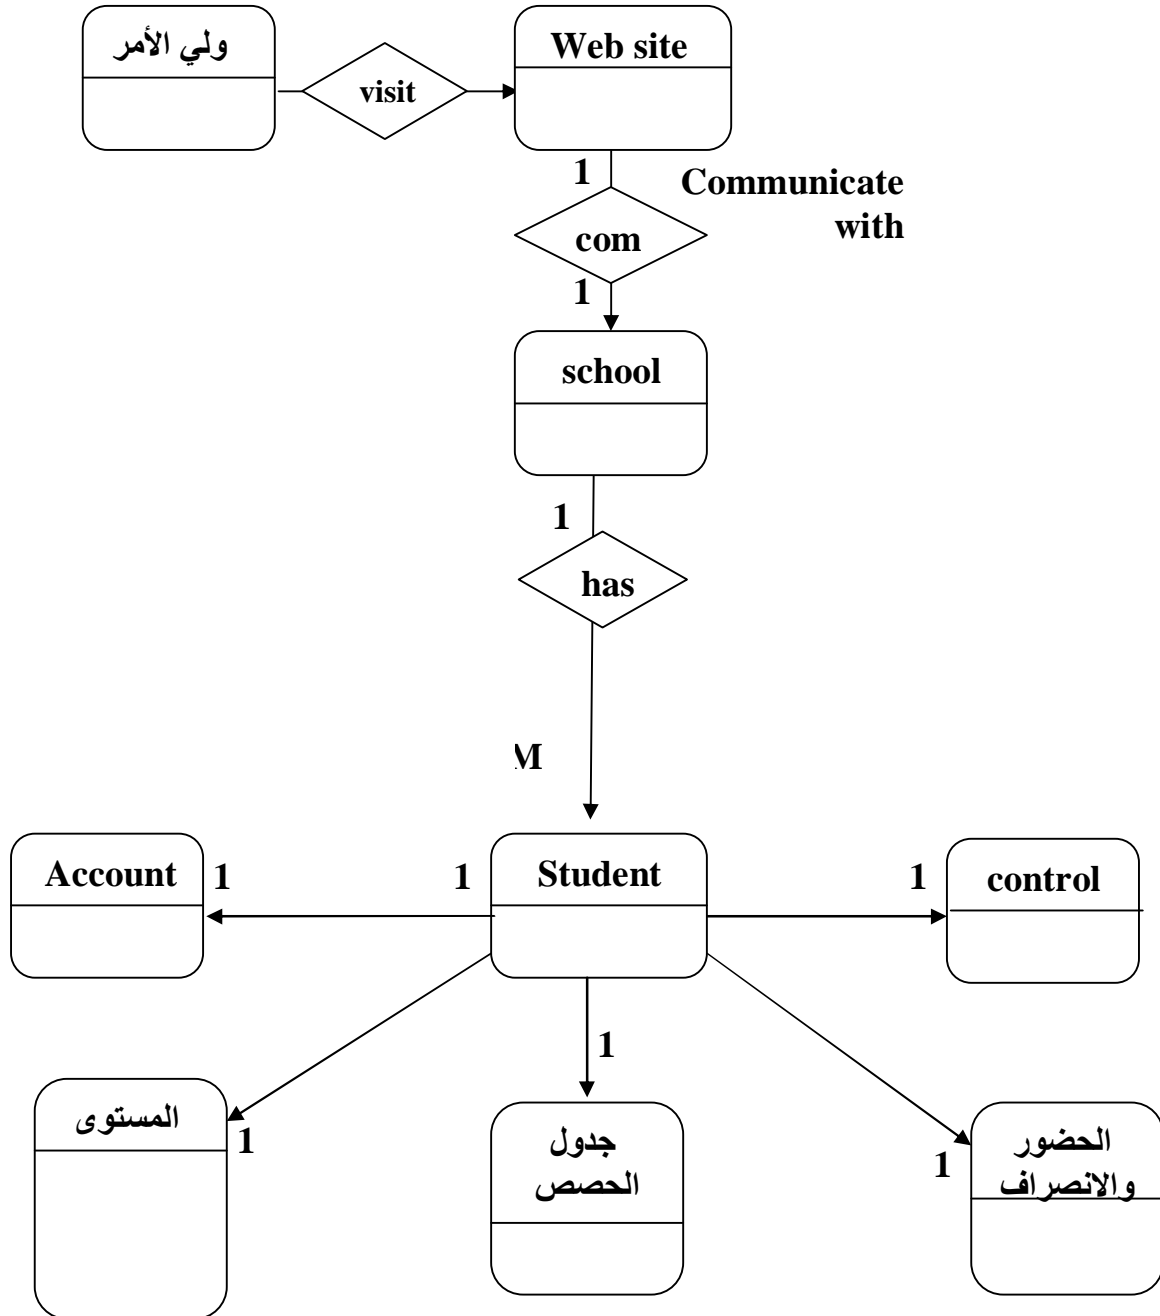 ولي الأمر
Web site
visit
1
Communicate
with
com
1
school
1
has
M
Account
1
1
Student
1
control
1
المستوى
1
جدول
الحصص
1
الحضور
والانصراف